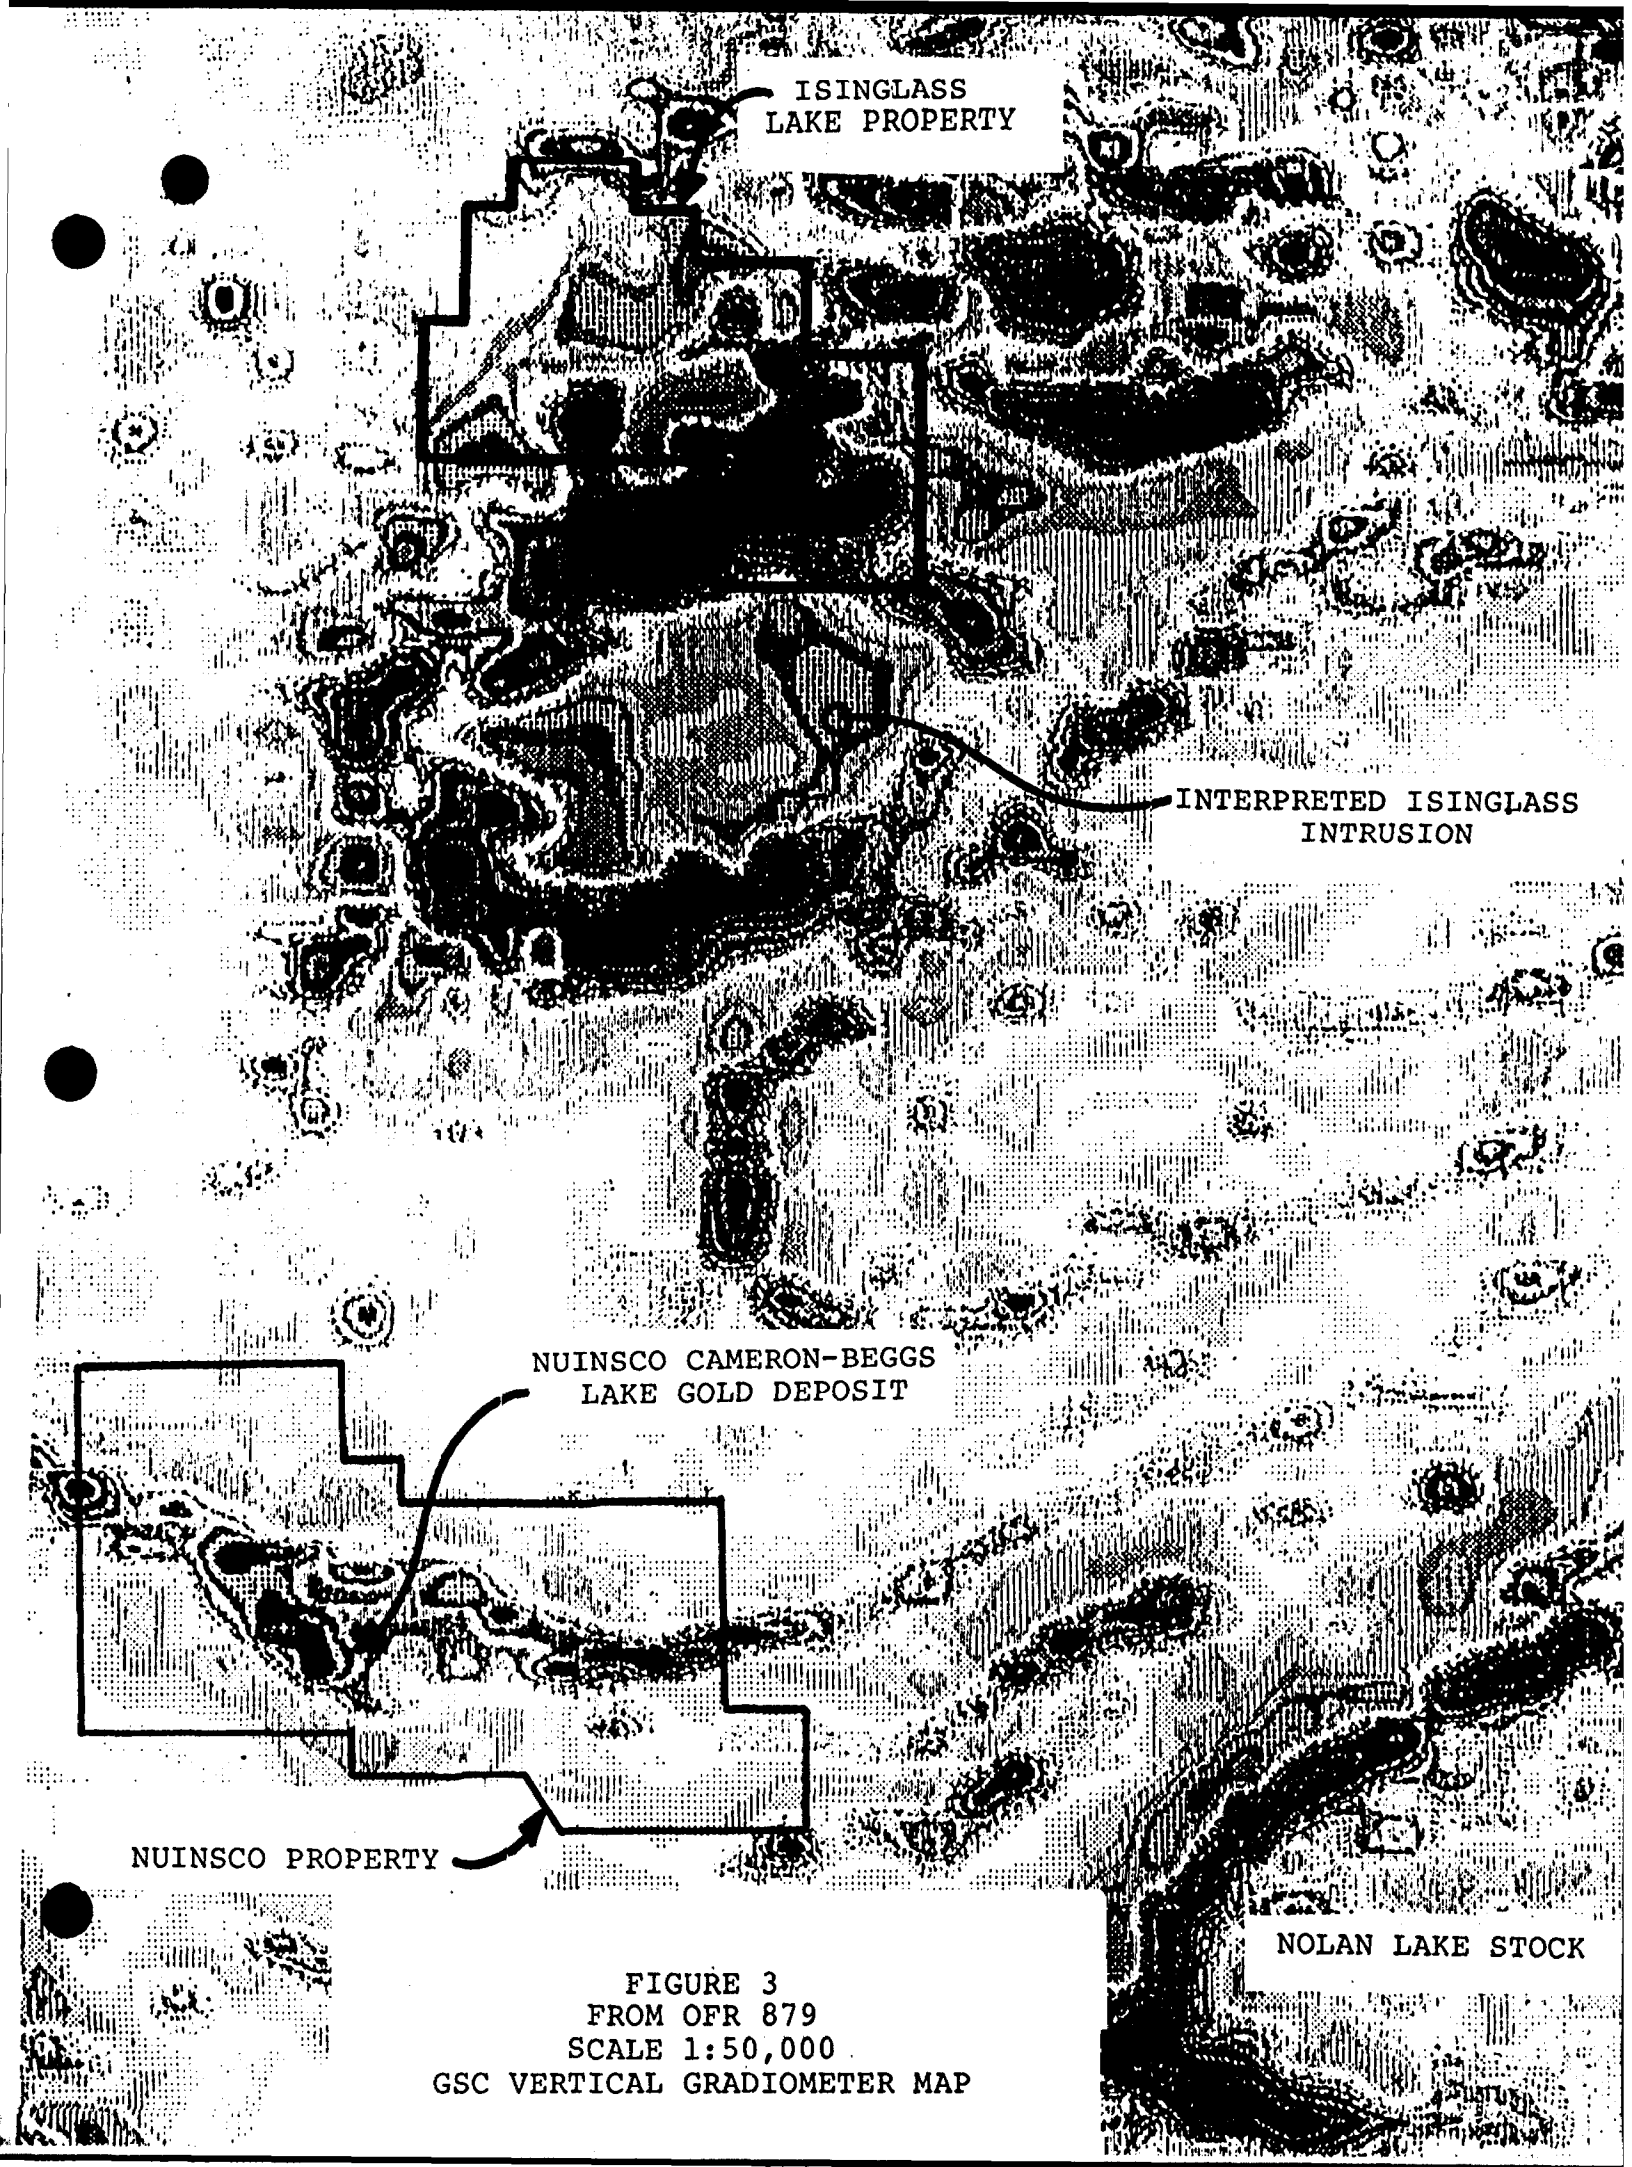 ISINGLASS
LAKE PROPERTY
INTERPRETED ISINGLASS
INTRUSION
NUINSCO CAMERON-BEGGS
LAKE GOLD DEPOSIT
NUINSCO PROPERTY
NOLAN LAKE STOCK
FIGURE 3
FROM OFR 879
SCALE 1:50,000
GSC VERTICAL GRADIOMETER MAP